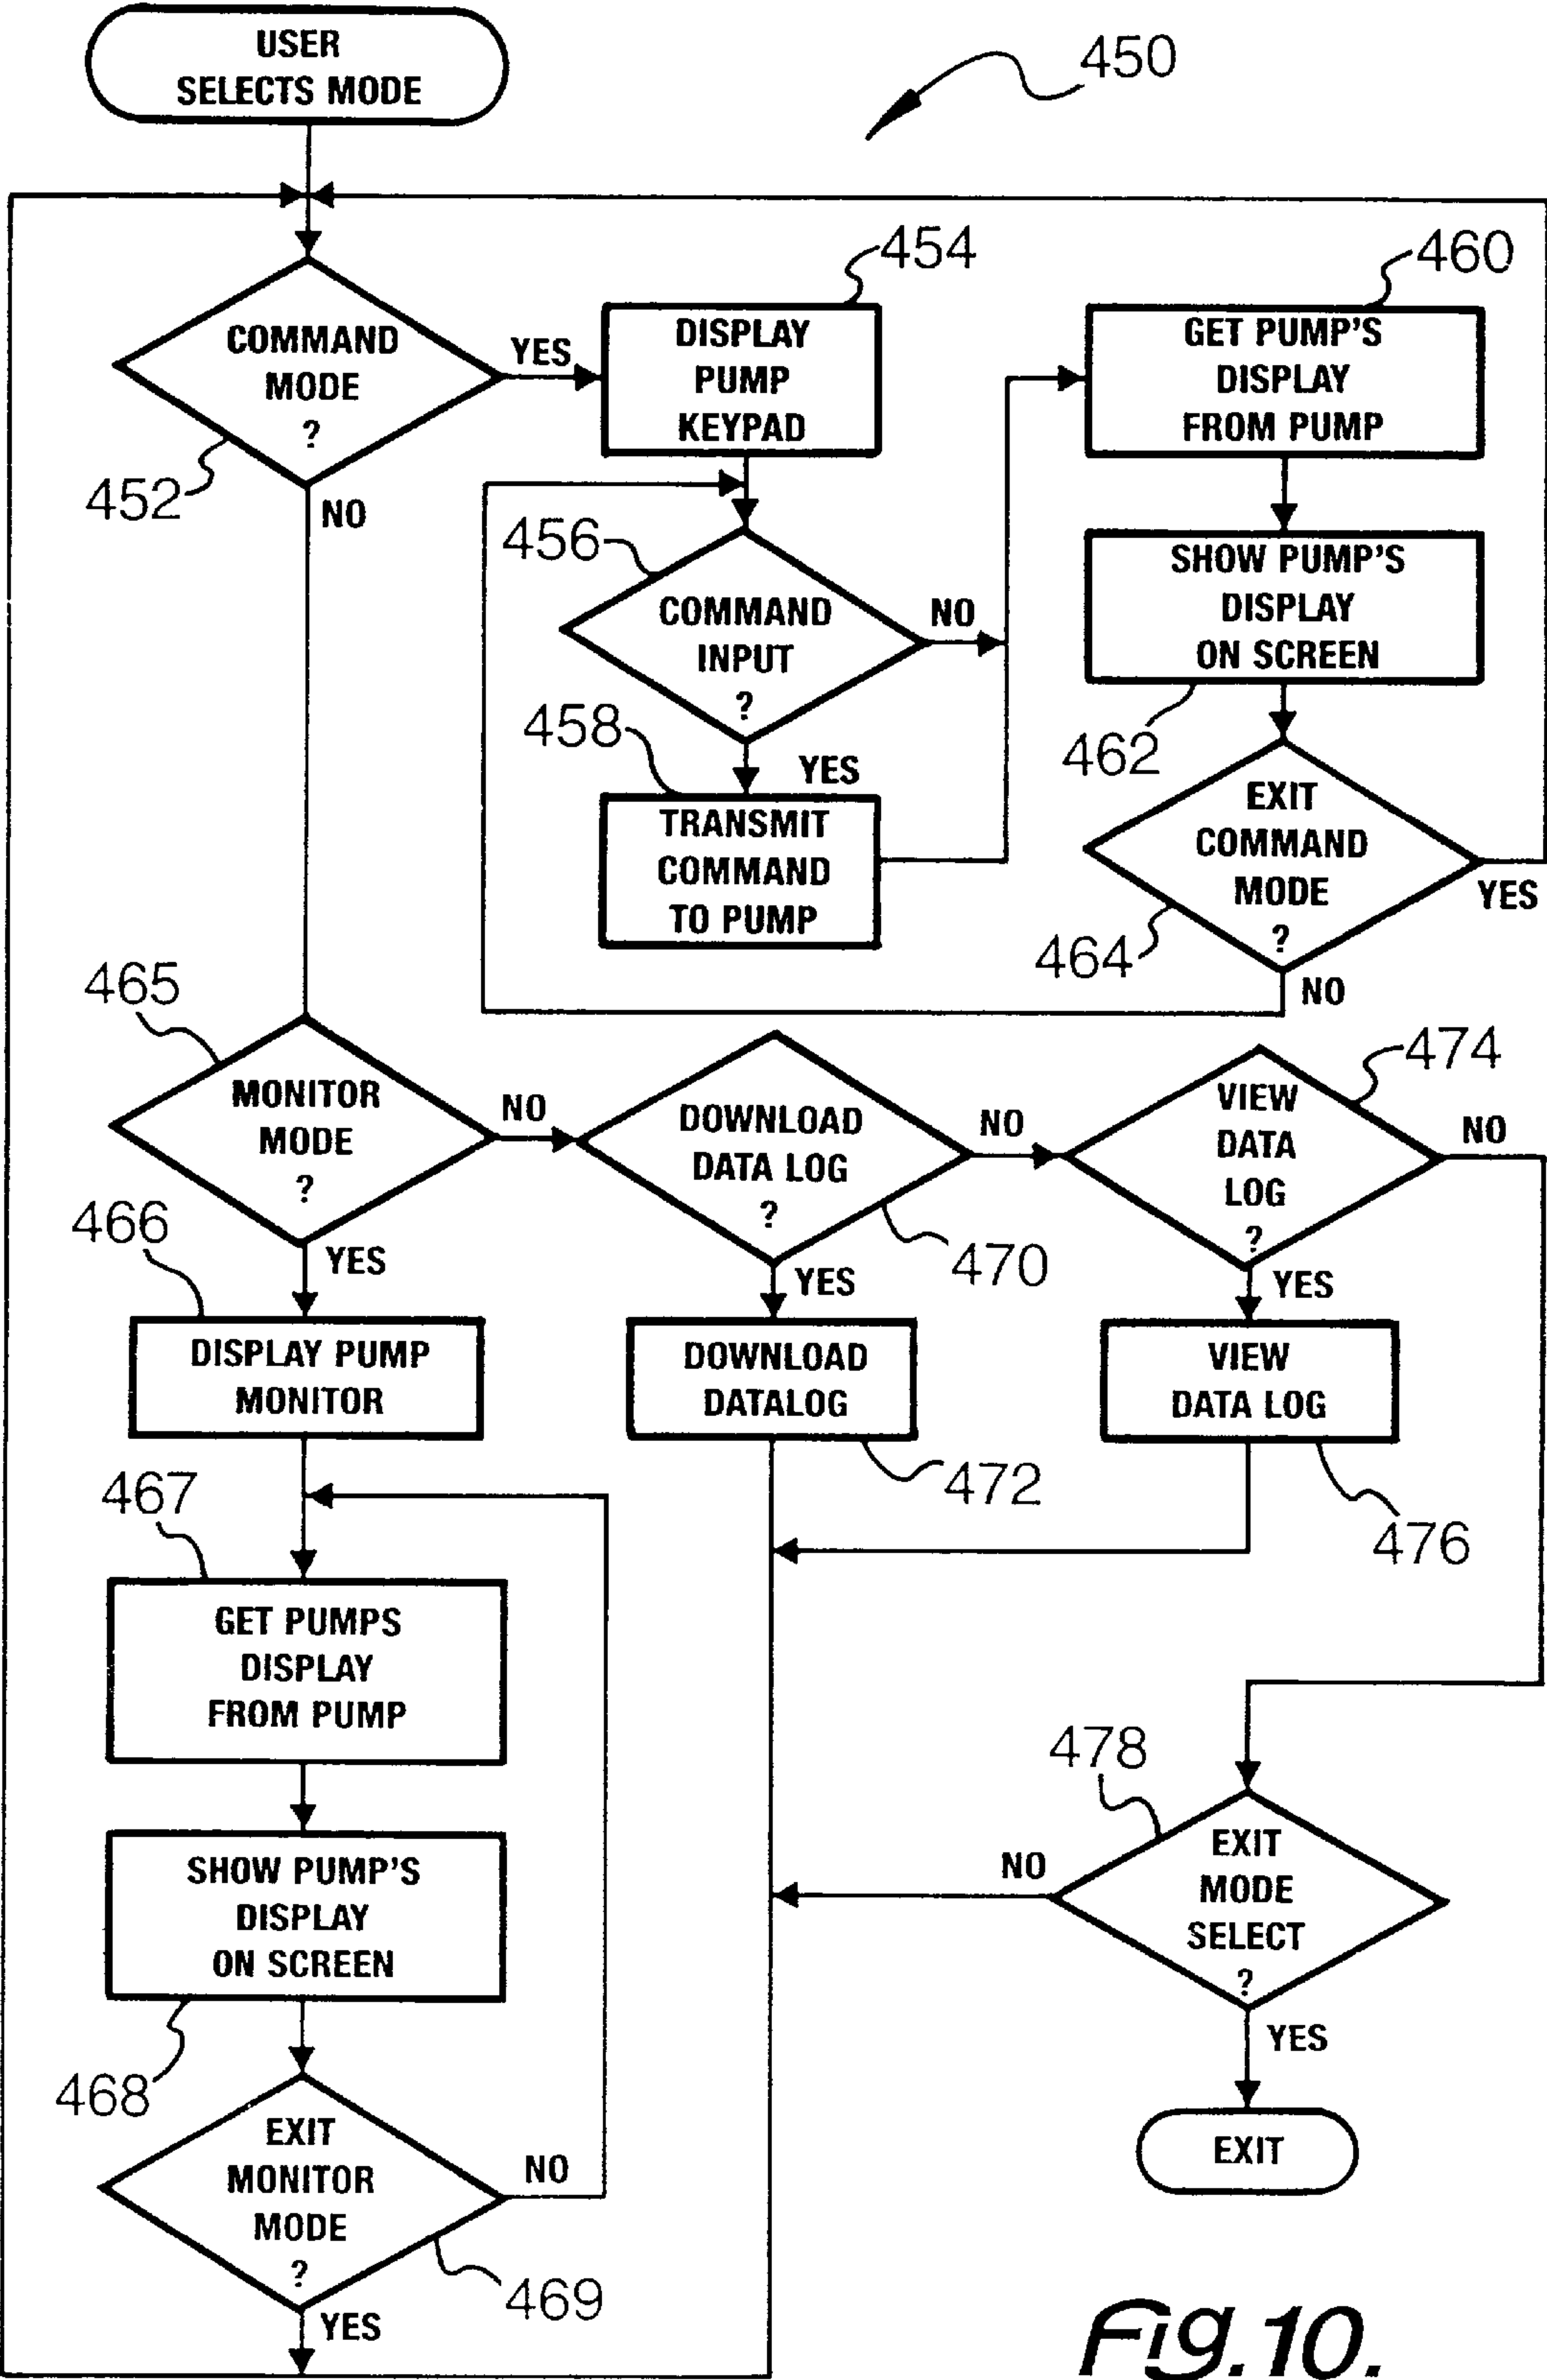 USER
SELECTS MODE
450
COMMAND
MODE
?
452
YES
NO
454
DISPLAY
PUMP
KEYPAD
456
COMMAND
INPUT
?
NO
YES
458
TRANSMIT
COMMAND
TO PUMP
460
GET PUMP'S
DISPLAY
FROM PUMP
SHOW PUMP'S
DISPLAY
ON SCREEN
462
EXIT
COMMAND
MODE
?
464
YES
NO
465
MONITOR
MODE
?
NO
YES
466
DISPLAY PUMP
MONITOR
467
GET PUMPS
DISPLAY
FROM PUMP
SHOW PUMP'S
DISPLAY
ON SCREEN
468
EXIT
MONITOR
MODE
?
NO
469
YES
DOWNLOAD
DATA LOG
?
NO
470
YES
DOWNLOAD
DATALOG
472
474
VIEW
DATA
LOG
?
NO
YES
VIEW
DATA LOG
476
478
EXIT
MODE
SELECT
?
NO
YES
EXIT
Fig.10.